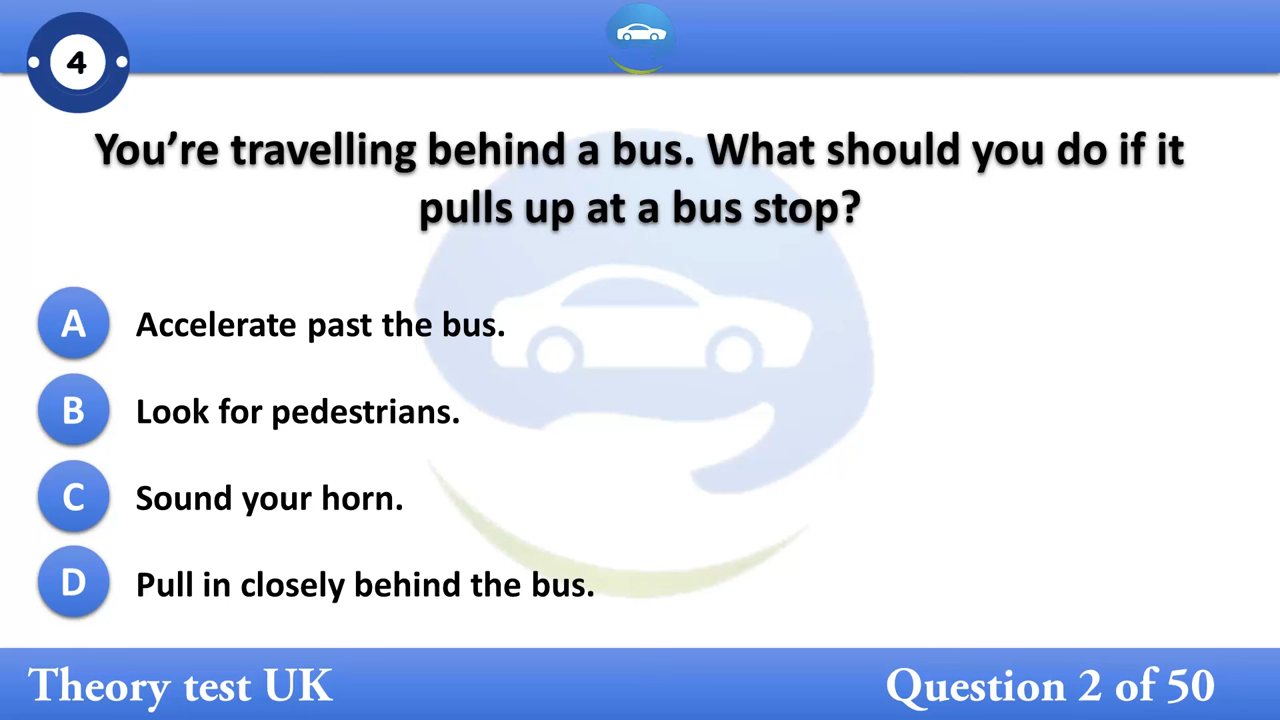 4
You’re travelling behind a bus. What should you do if it
pulls up at a bus stop?
A Accelerate past the bus.
B Look for pedestrians.
C Sound your horn.
D Pull in closely behind the bus.
Theory test UK Question 2 of 50